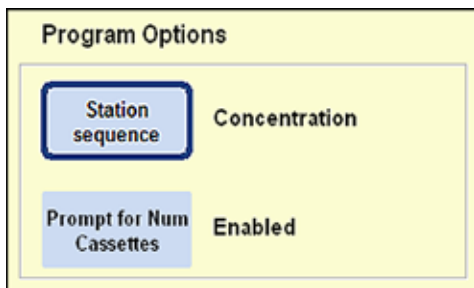 Program Options
Station
sequence
Concentration
Prompt for Num
Cassettes
Enabled